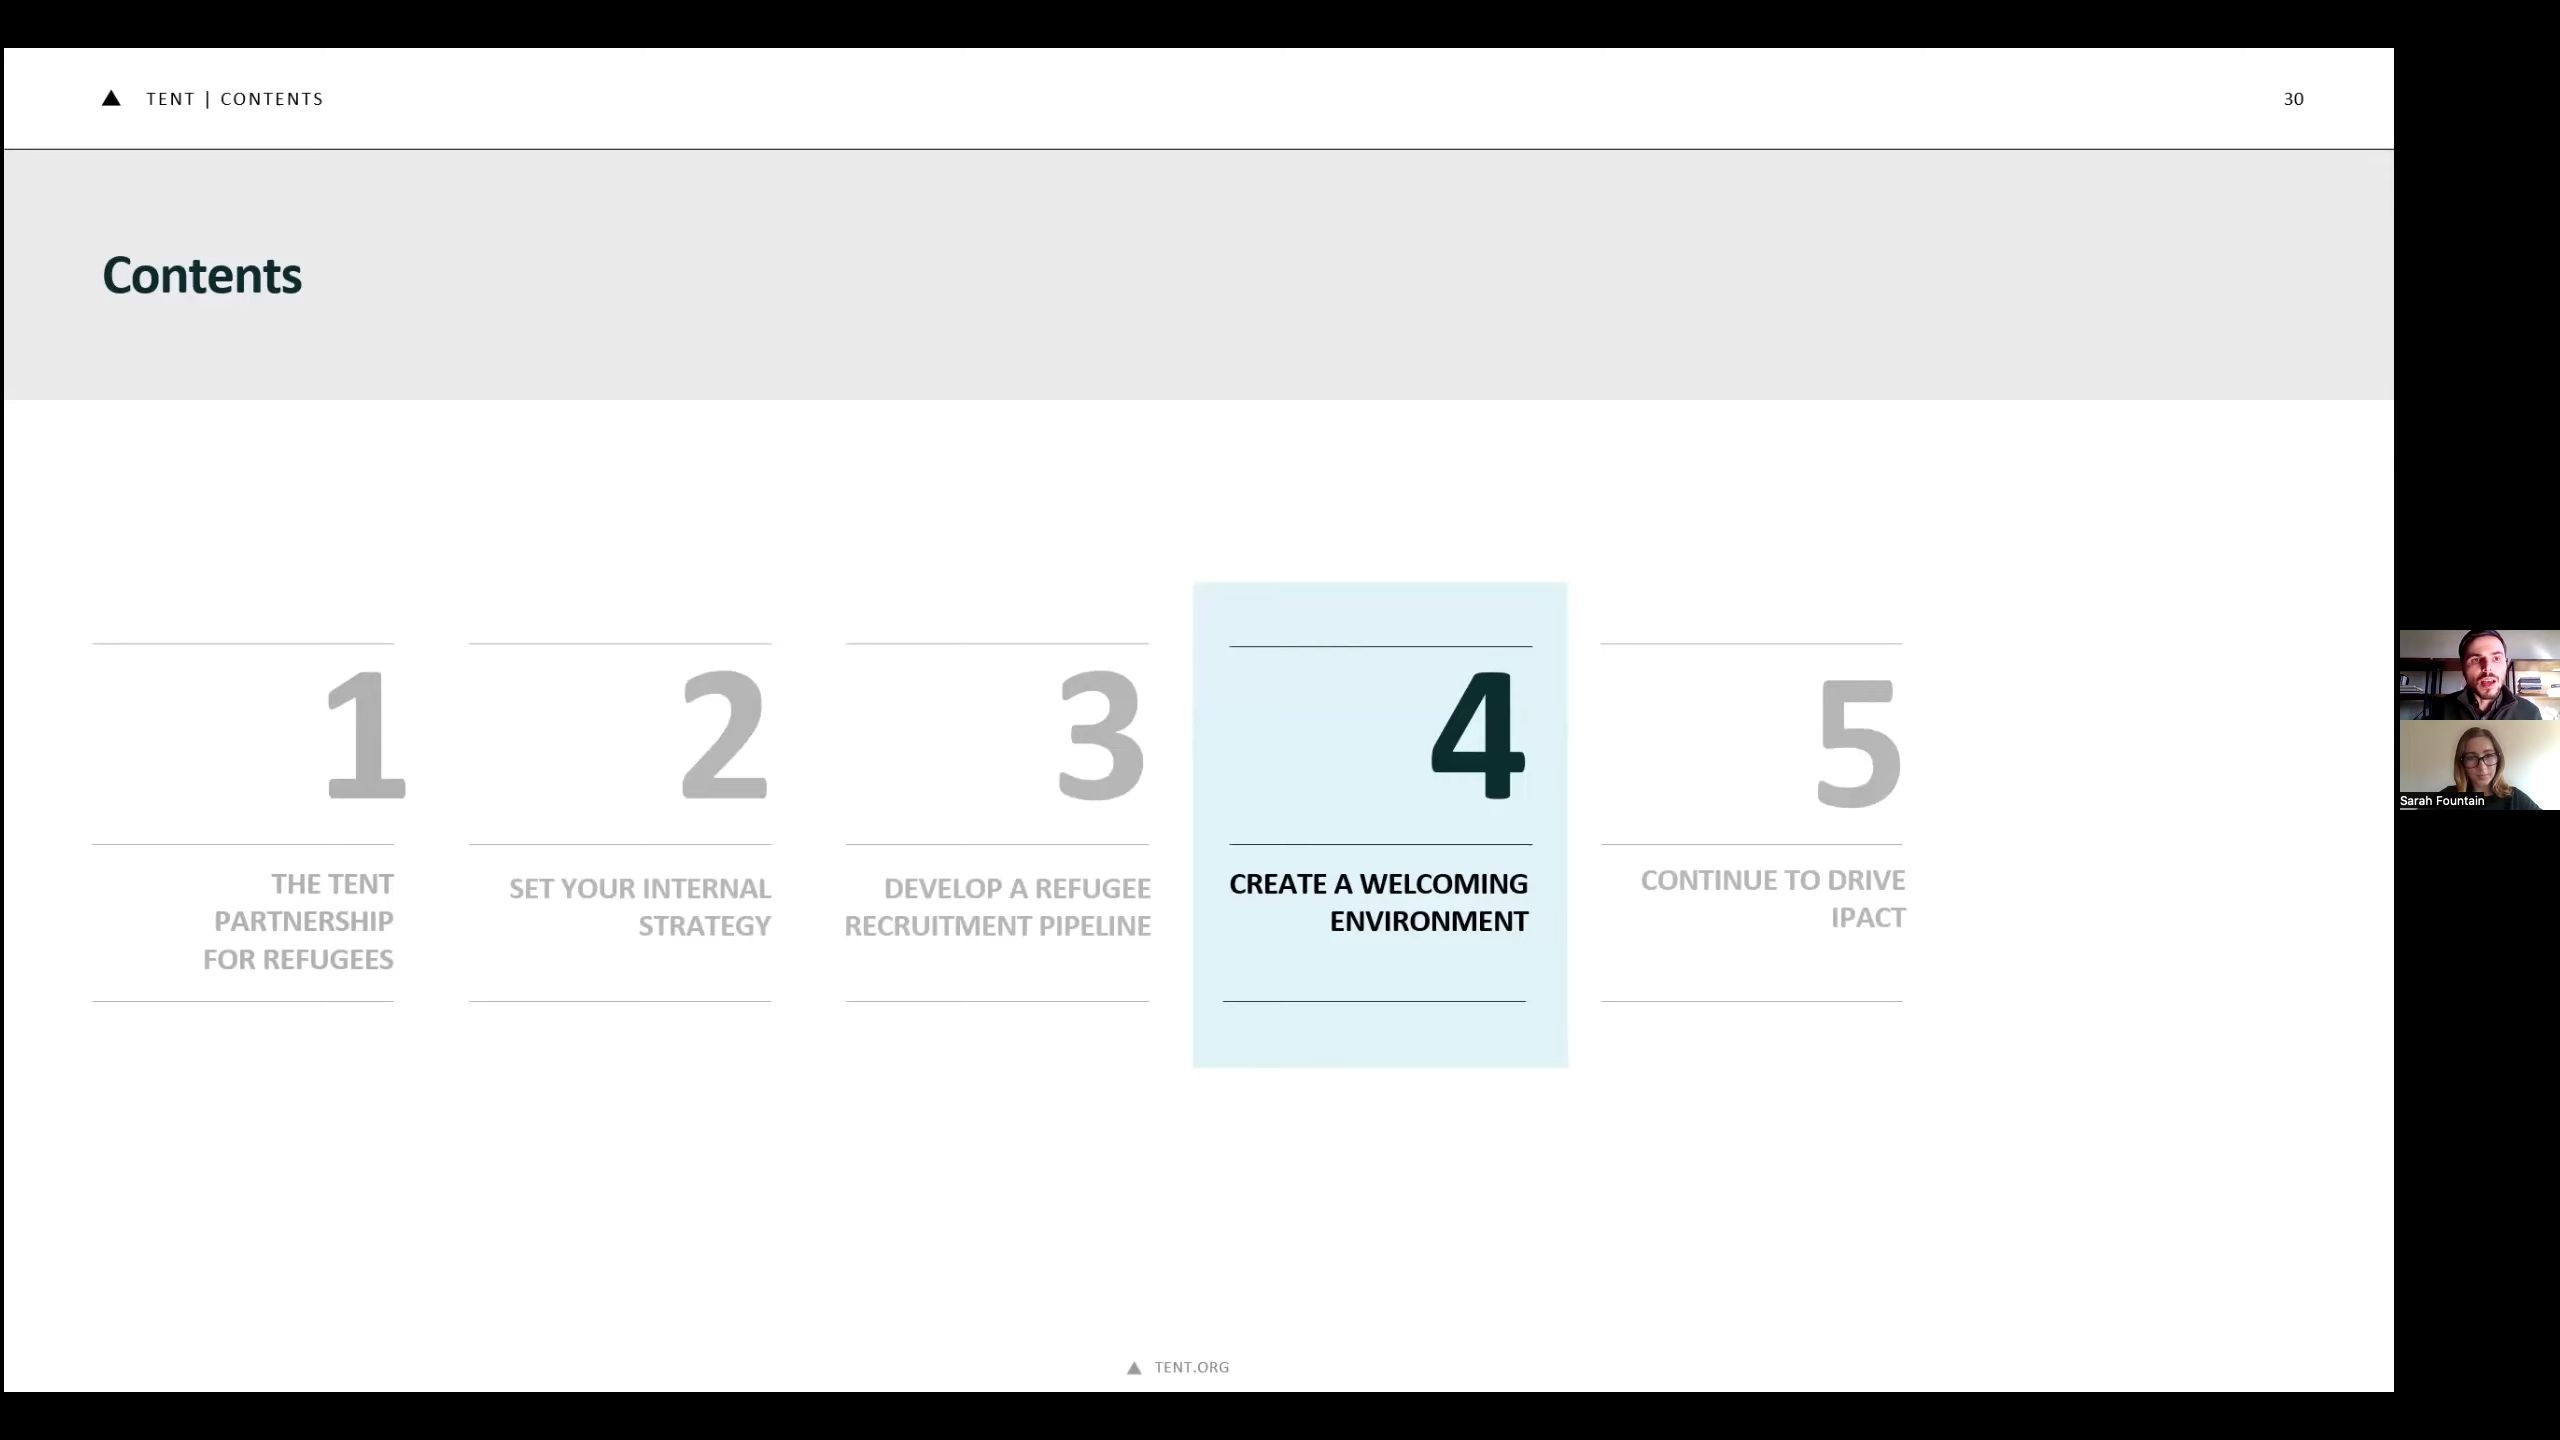 TENT | CONTENTS
30
Contents
1
THE TENT
PARTNERSHIP
FOR REFUGEES
2
SET YOUR INTERNAL
STRATEGY
3
DEVELOP A REFUGEE
RECRUITMENT PIPELINE
4
CREATE A WELCOMING
ENVIRONMENT
5
CONTINUE TO DRIVE
IPACT
Sarah Fountain
TENT.ORG